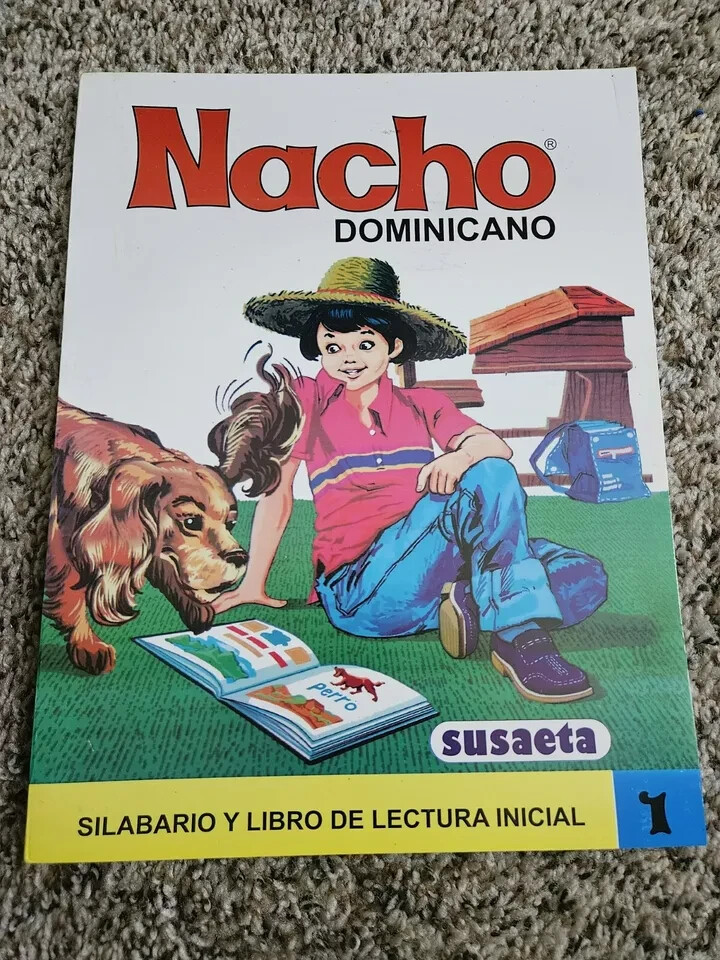 Nacho®
DOMINICANO
perro
susaeta
SILABARIO Y LIBRO DE LECTURA INICIAL
1